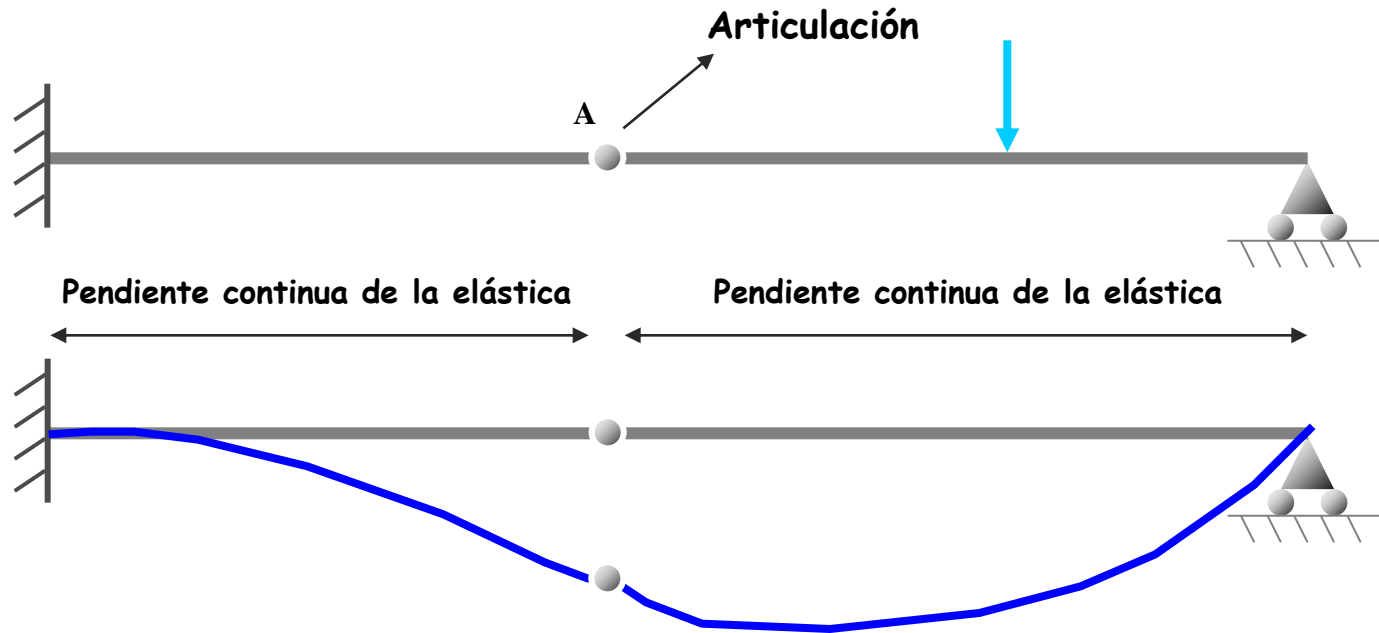 Articulación
A
Pendiente continua de la elástica
Pendiente continua de la elástica